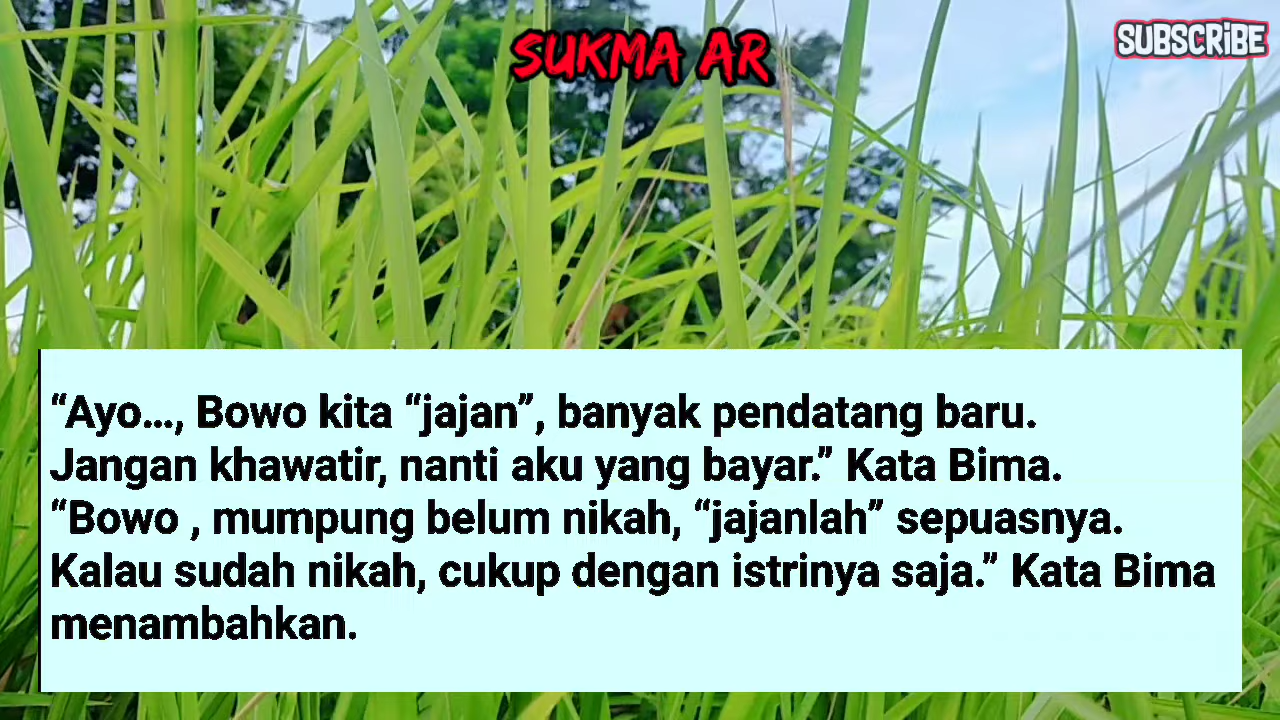 SUKMA AR
SUBSCRIBE
“Ayo..., Bowo kita “jajan”, banyak pendatang baru.
Jangan khawatir, nanti aku yang bayar.” Kata Bima.
“Bowo , mumpung belum nikah, “jajanlah” sepuasnya.
Kalau sudah nikah, cukup dengan istrinya saja.” Kata Bima
menambahkan.